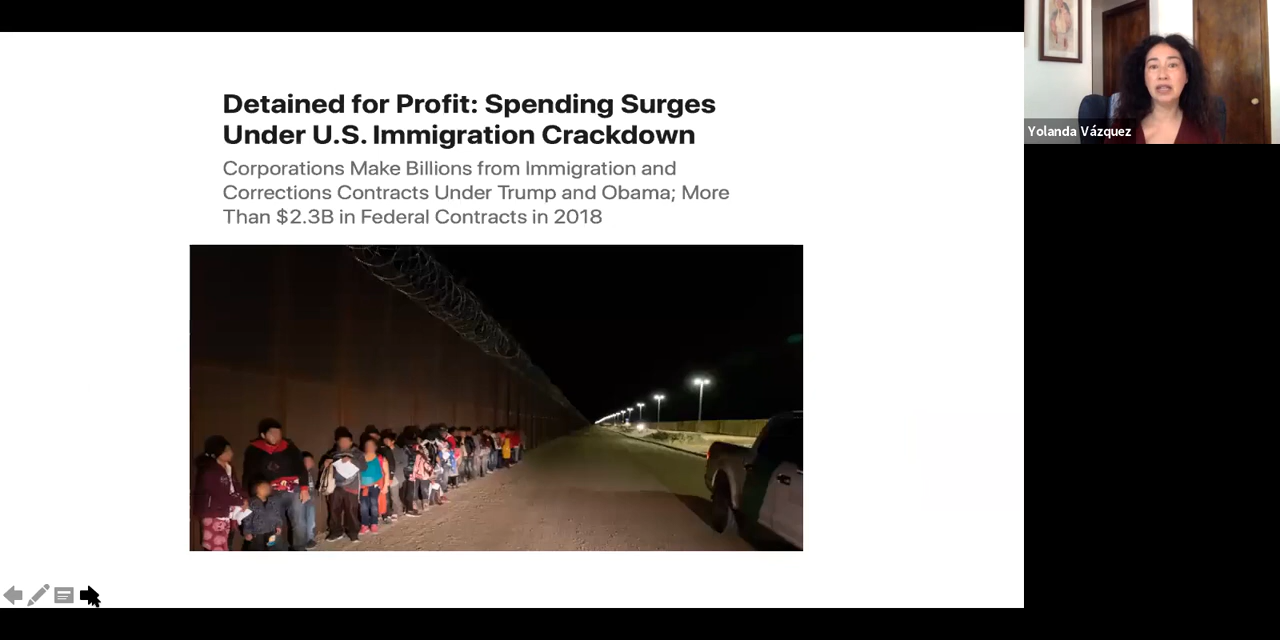 Detained for Profit: Spending Surges
Under U.S. Immigration Crackdown
Corporations Make Billions from Immigration and
Corrections Contracts Under Trump and Obama; More
Than $2.3B in Federal Contracts in 2018
Yolanda Vázquez